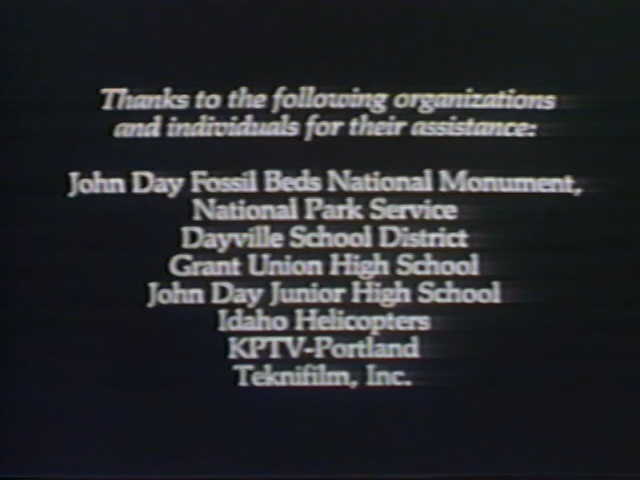 Thanks to the following organizations
and individuals for their assistance:
John Day Fossil Beds National Monument,
National Park Service
Dayville School District
Grant Union High School
John Day Junior High School
Idaho Helicopters
KPTV-Portland
Teknifilm, Inc.